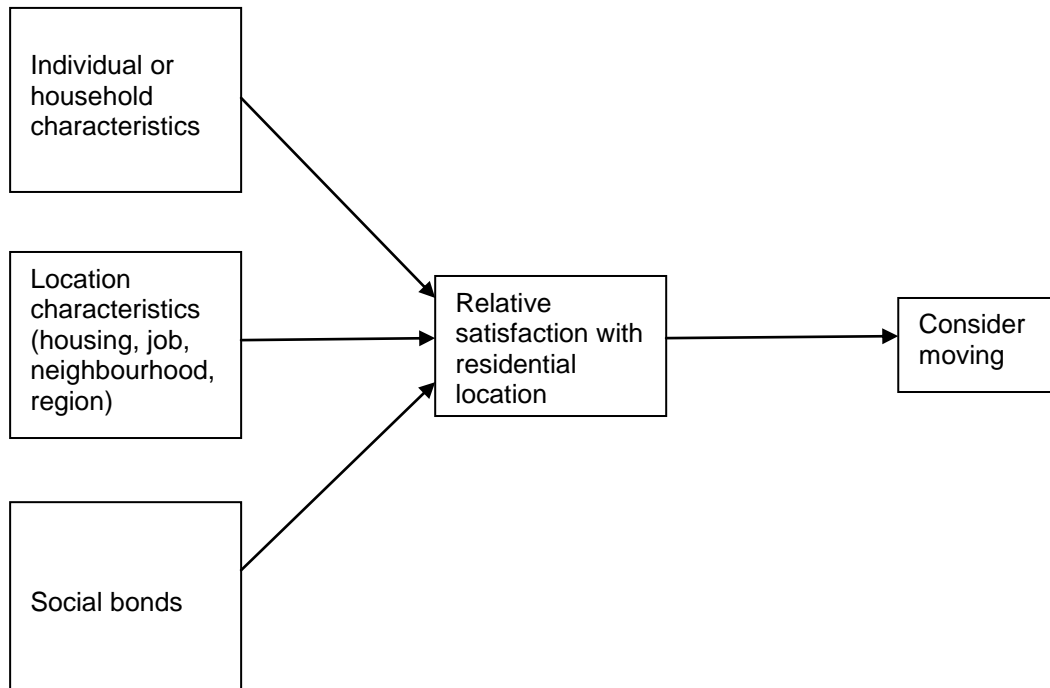 Individual or
household
characteristics
Location
characteristics
(housing, job,
neighbourhood,
region)
Social bonds
Relative
satisfaction with
residential
location
Consider
moving